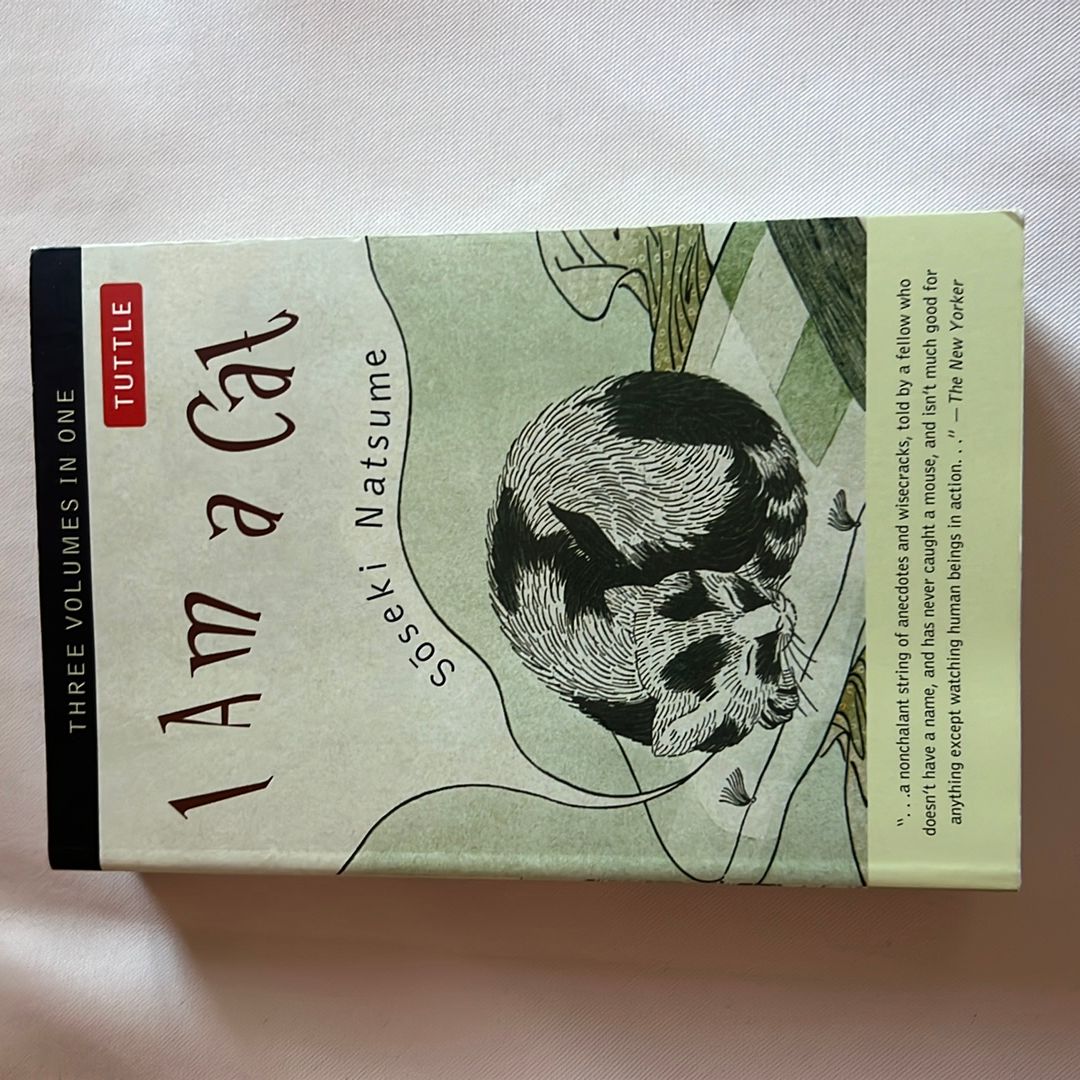 THREE VOLUMES IN ONE
TUTTLE
I Am a Cat
Sōseki Natsume
“. . .a nonchalant string of anecdotes and wisecracks, told by a fellow who
doesn’t have a name, and has never caught a mouse, and isn’t much good for
anything except watching human beings in action. . .” — The New Yorker